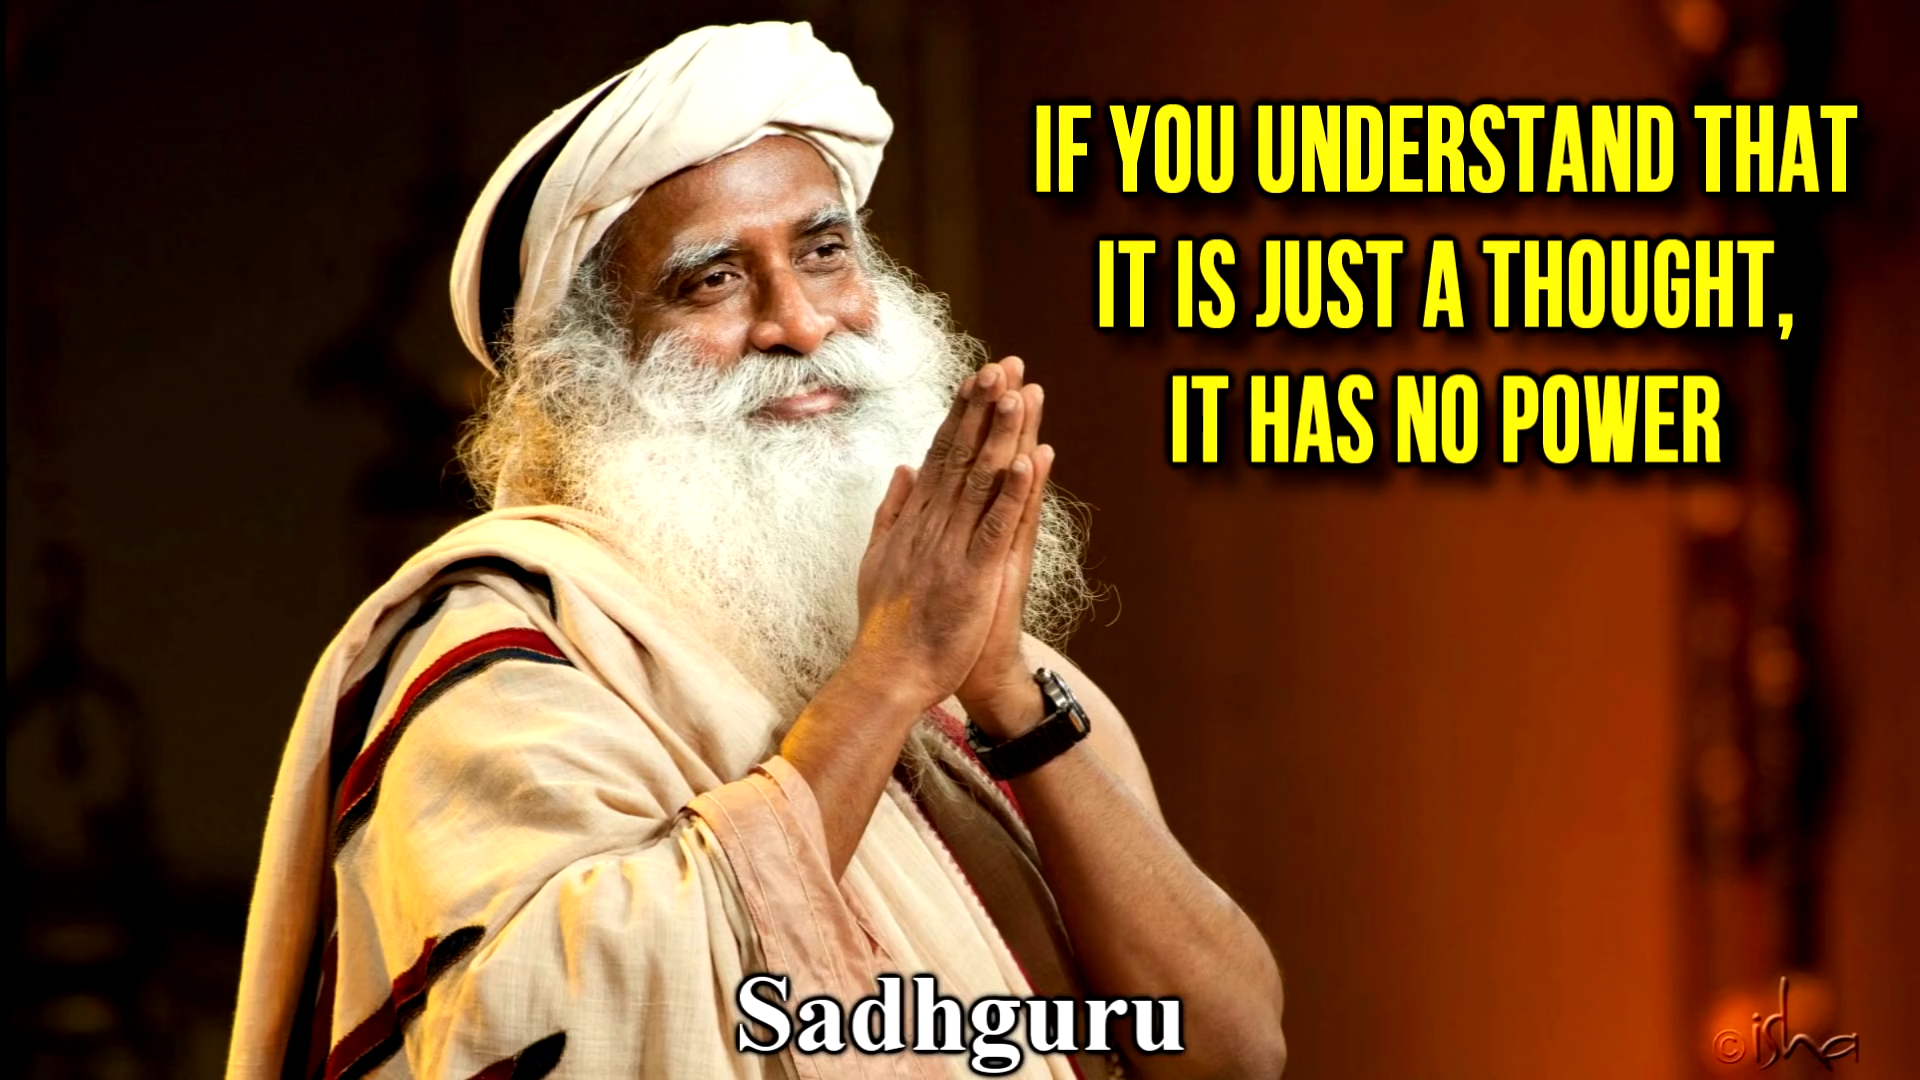 IF YOU UNDERSTAND THAT
IT IS JUST A THOUGHT,
IT HAS NO POWER
Sadhguru
© isha